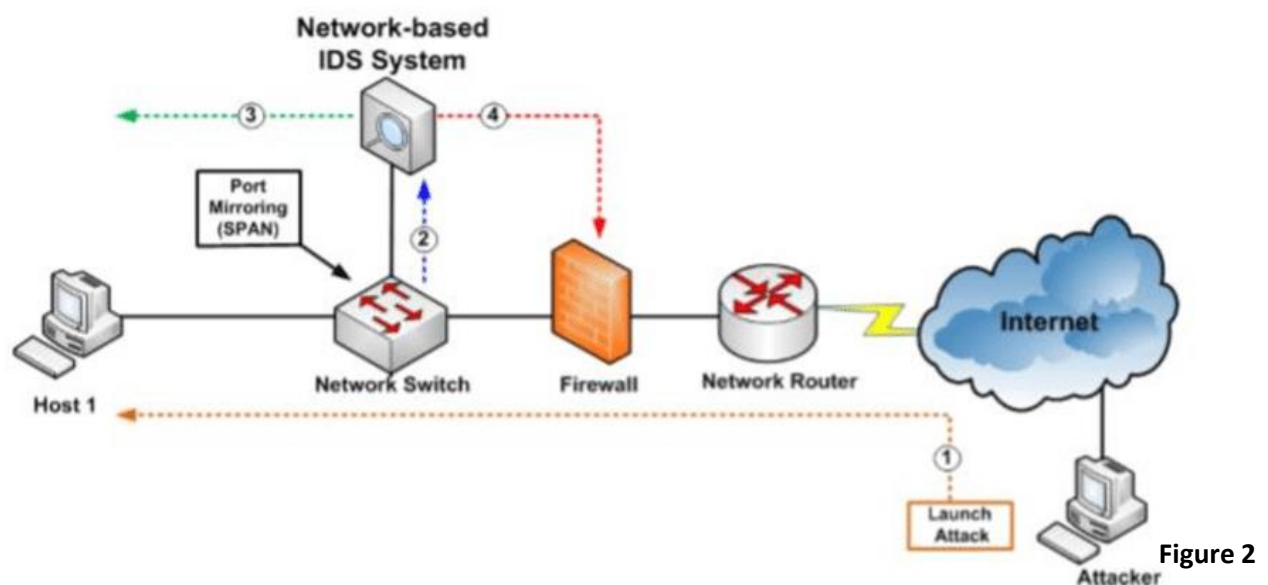 Network-based
IDS System
3
4
Port
Mirroring
(SPAN)
2
Internet
Network Switch
Firewall
Network Router
Host 1
1
Launch
Attack
Figure 2
Attacker